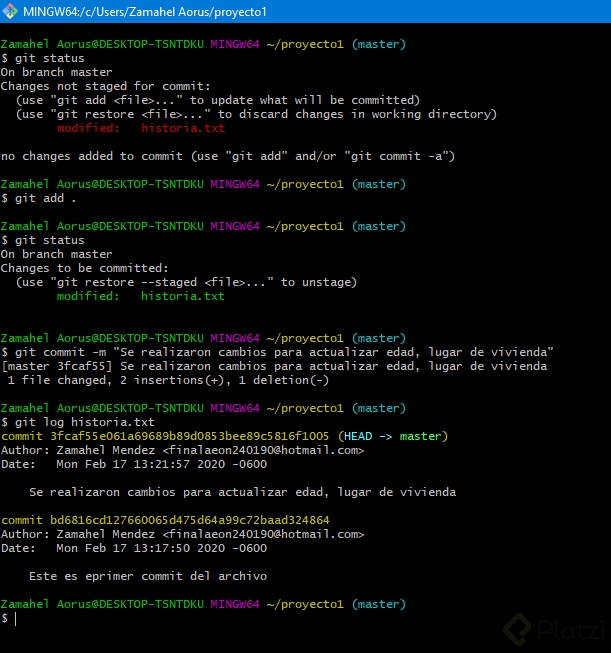 MINGW64:/c/Users/Zamahel Aorus/proyecto1
Zamahel Aorus@DESKTOP-TSNTDKU MINGW64 ~/proyecto1 (master)
$ git status
On branch master
Changes not staged for commit:
  (use "git add <file>..." to update what will be committed)
  (use "git restore <file>..." to discard changes in working directory)
        modified:   historia.txt

no changes added to commit (use "git add" and/or "git commit -a")

Zamahel Aorus@DESKTOP-TSNTDKU MINGW64 ~/proyecto1 (master)
$ git add .

Zamahel Aorus@DESKTOP-TSNTDKU MINGW64 ~/proyecto1 (master)
$ git status
On branch master
Changes to be committed:
  (use "git restore --staged <file>..." to unstage)
        modified:   historia.txt


Zamahel Aorus@DESKTOP-TSNTDKU MINGW64 ~/proyecto1 (master)
$ git commit -m "Se realizaron cambios para actualizar edad, lugar de vivienda"
[master 3fcaf55] Se realizaron cambios para actualizar edad, lugar de vivienda
 1 file changed, 2 insertions(+), 1 deletion(-)

Zamahel Aorus@DESKTOP-TSNTDKU MINGW64 ~/proyecto1 (master)
$ git log historia.txt
commit 3fcaf55e061a69689b89d0853bee89c5816f1005 (HEAD -> master)
Author: Zamahel Mendez <finalaeon240190@hotmail.com>
Date:   Mon Feb 17 13:21:57 2020 -0600

    Se realizaron cambios para actualizar edad, lugar de vivienda

commit bd6816cd127660065d475d64a99c72baad324864
Author: Zamahel Mendez <finalaeon240190@hotmail.com>
Date:   Mon Feb 17 13:17:50 2020 -0600

    Este es eprimer commit del archivo

Zamahel Aorus@DESKTOP-TSNTDKU MINGW64 ~/proyecto1 (master)
$
Platzi